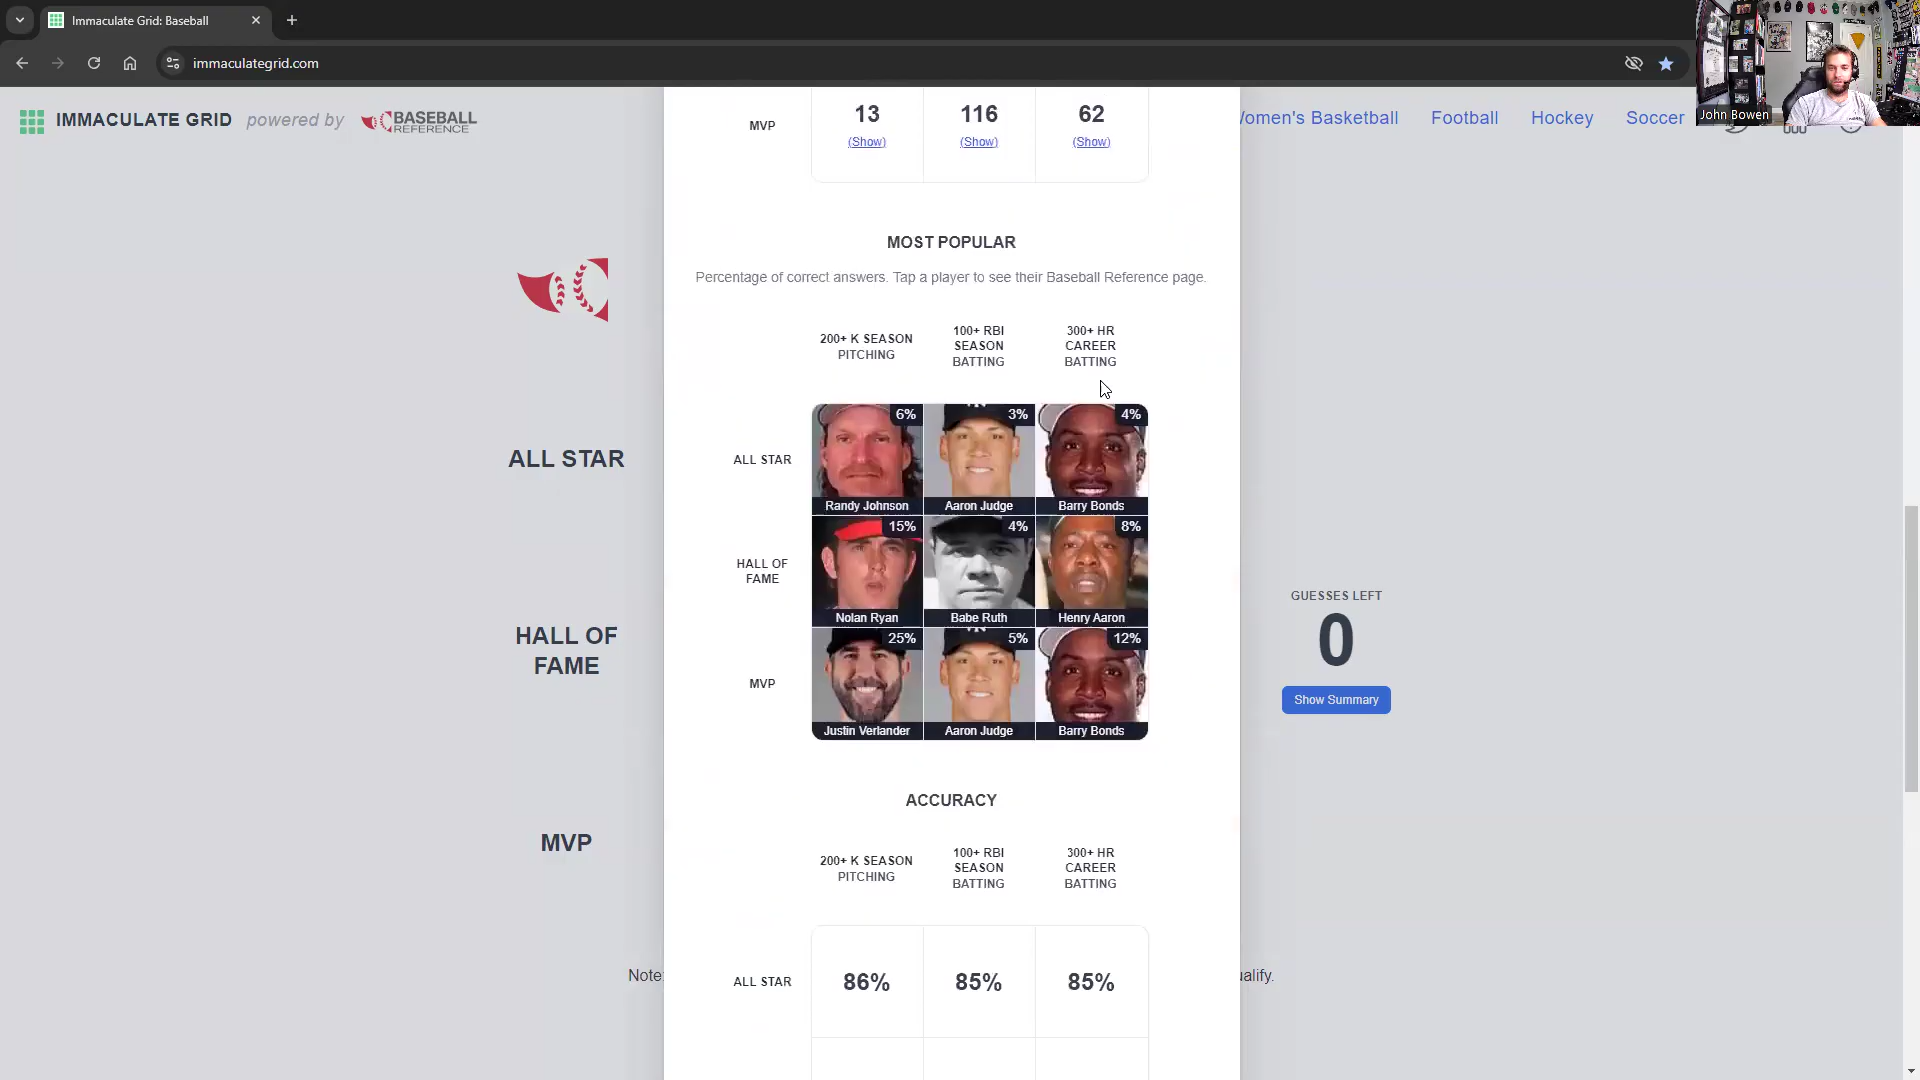 Immaculate Grid: Baseball
immaculategrid.com
John Bowen
IMMACULATE GRID powered by BASEBALL REFERENCE
Women's Basketball Football Hockey Soccer
MVP 13 116 62
(Show) (Show) (Show)
MOST POPULAR
Percentage of correct answers. Tap a player to see their Baseball Reference page.
200+ K SEASON PITCHING
100+ RBI SEASON BATTING
300+ HR CAREER BATTING
6% 3% 4%
ALL STAR
Randy Johnson Aaron Judge Barry Bonds
15% 4% 8%
HALL OF FAME
Nolan Ryan Babe Ruth Henry Aaron
25% 5% 12%
MVP
Justin Verlander Aaron Judge Barry Bonds
ALL STAR
HALL OF
FAME
MVP
GUESSES LEFT
0
Show Summary
ACCURACY
200+ K SEASON PITCHING
100+ RBI SEASON BATTING
300+ HR CAREER BATTING
ALL STAR 86% 85% 85%
Note: